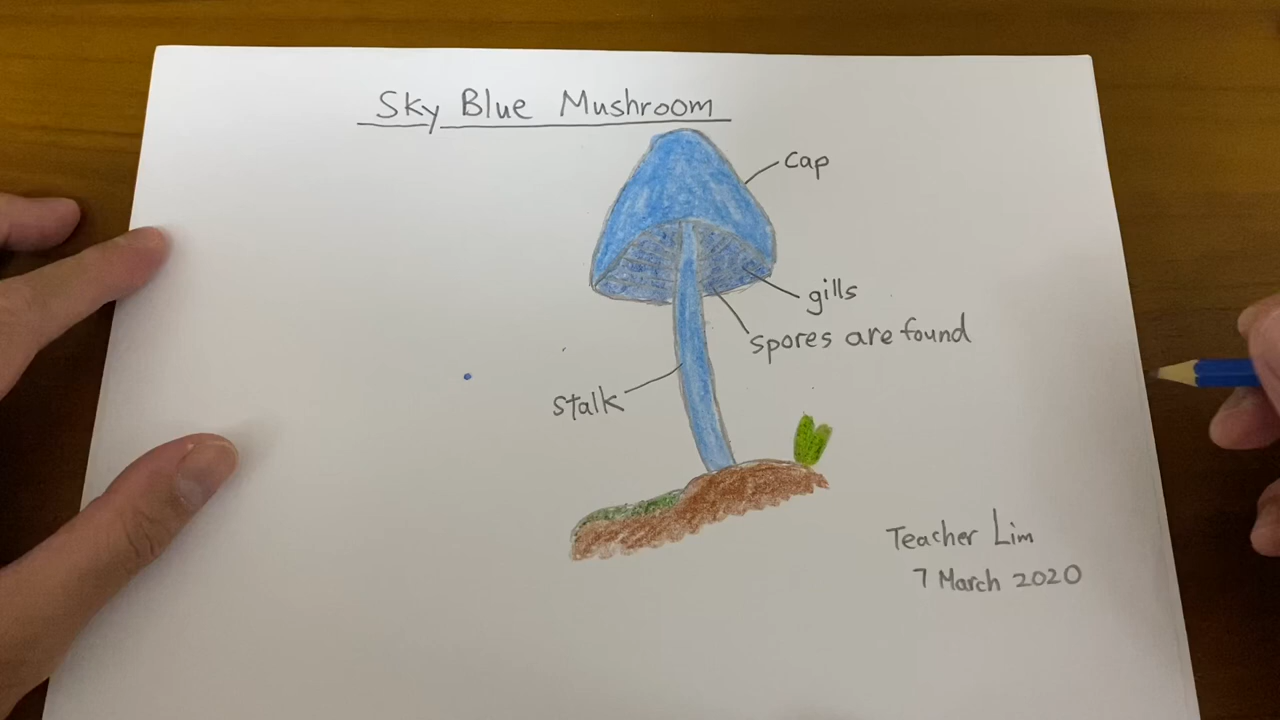 Sky Blue Mushroom
Cap
gills
Spores are found
Stalk
Teacher Lim
7 March 2020